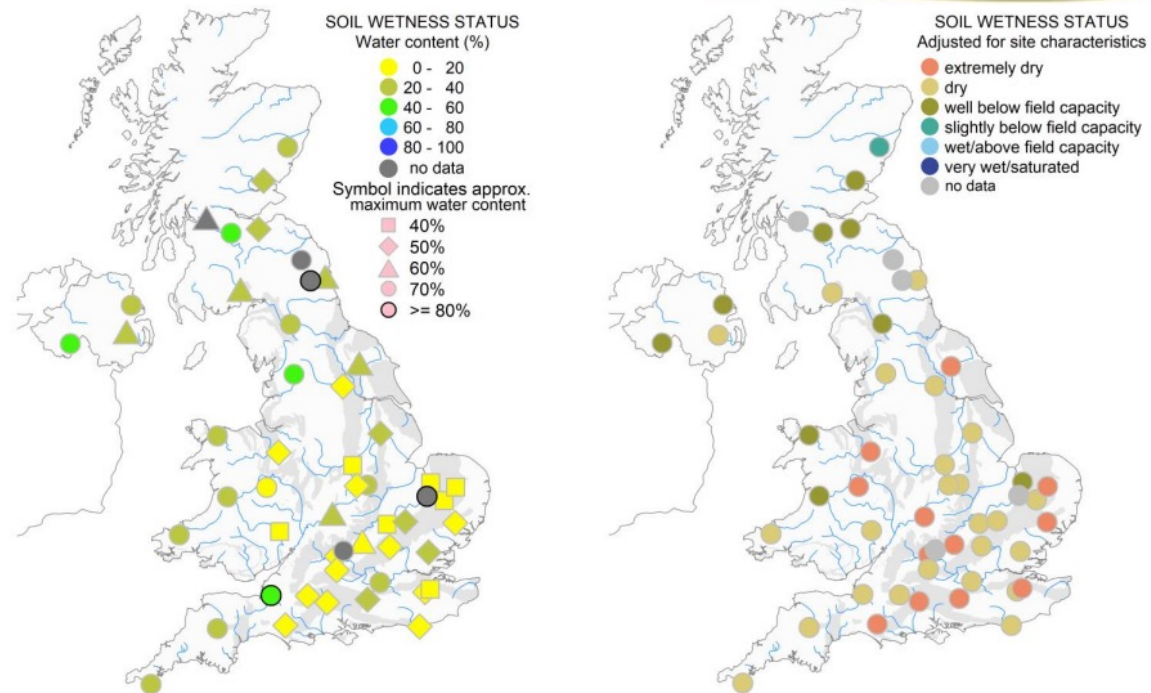 SOIL WETNESS STATUS
Water content (%)
0 - 20
20 - 40
40 - 60
60 - 80
80 - 100
no data
Symbol indicates approx.
maximum water content
40%
50%
60%
70%
>= 80%
SOIL WETNESS STATUS
Adjusted for site characteristics
extremely dry
dry
well below field capacity
slightly below field capacity
wet/above field capacity
very wet/saturated
no data